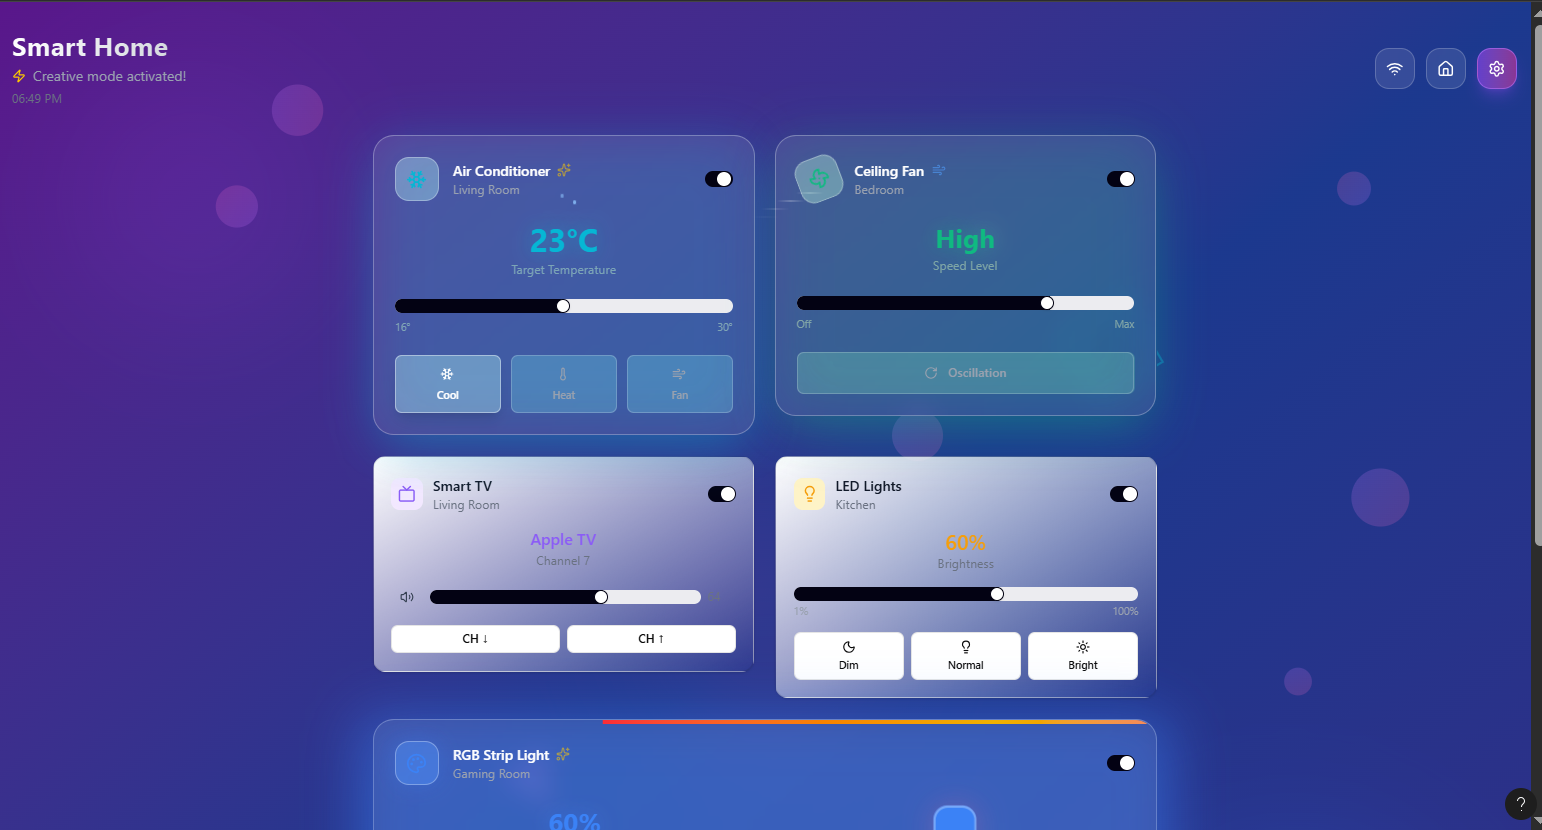 Smart Home
Creative mode activated!
06:49 PM
Air Conditioner
Living Room
23°C
Target Temperature
16°
30°
Cool
Heat
Fan
Ceiling Fan
Bedroom
High
Speed Level
Off
Max
Oscillation
Smart TV
Living Room
Apple TV
Channel 7
CH ↓
CH ↑
LED Lights
Kitchen
60%
Brightness
1%
100%
Dim
Normal
Bright
RGB Strip Light
Gaming Room
60%
?